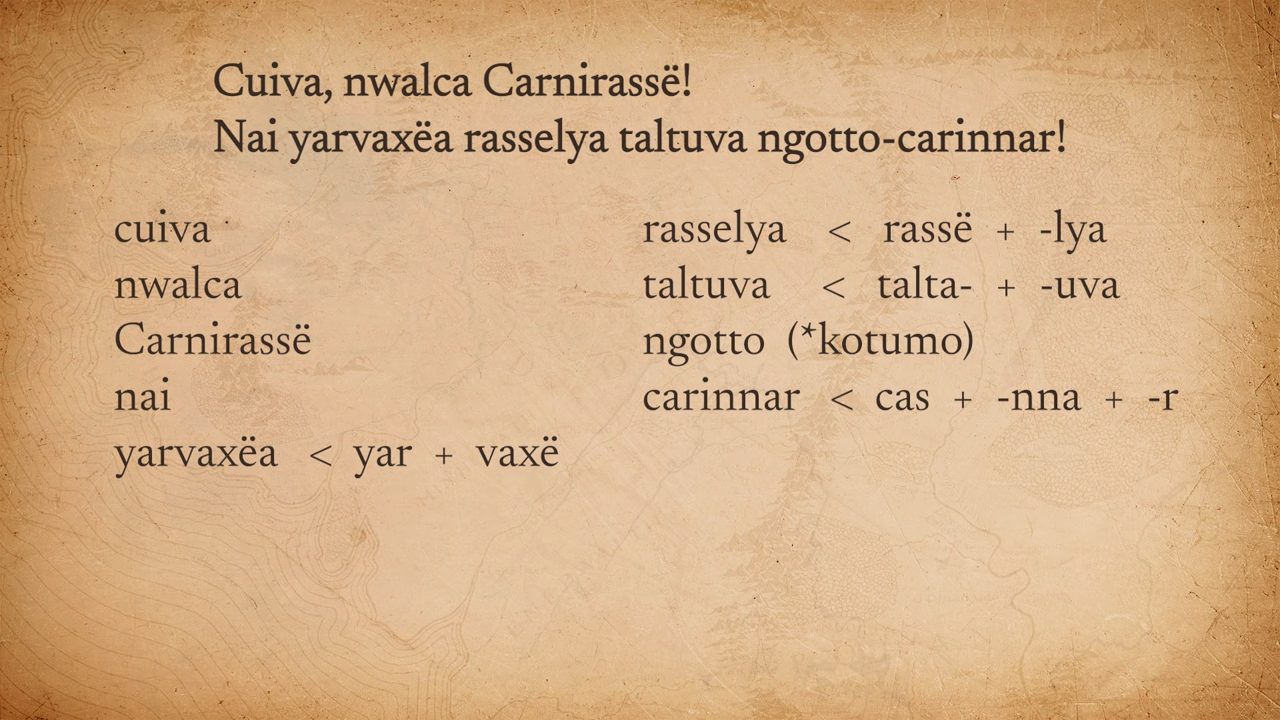 Cuiva, nwalca Carnirassë!
Nai yarvaxëa rasselya taltuva ngotto-carinnar!
cuiva
nwalca
Carnirassë
nai
yarvaxëa < yar + vaxë
rasselya < rassë + -lya
taltuva < talta- + -uva
ngotto (*kotumo)
carinnar < cas + -nna + -r